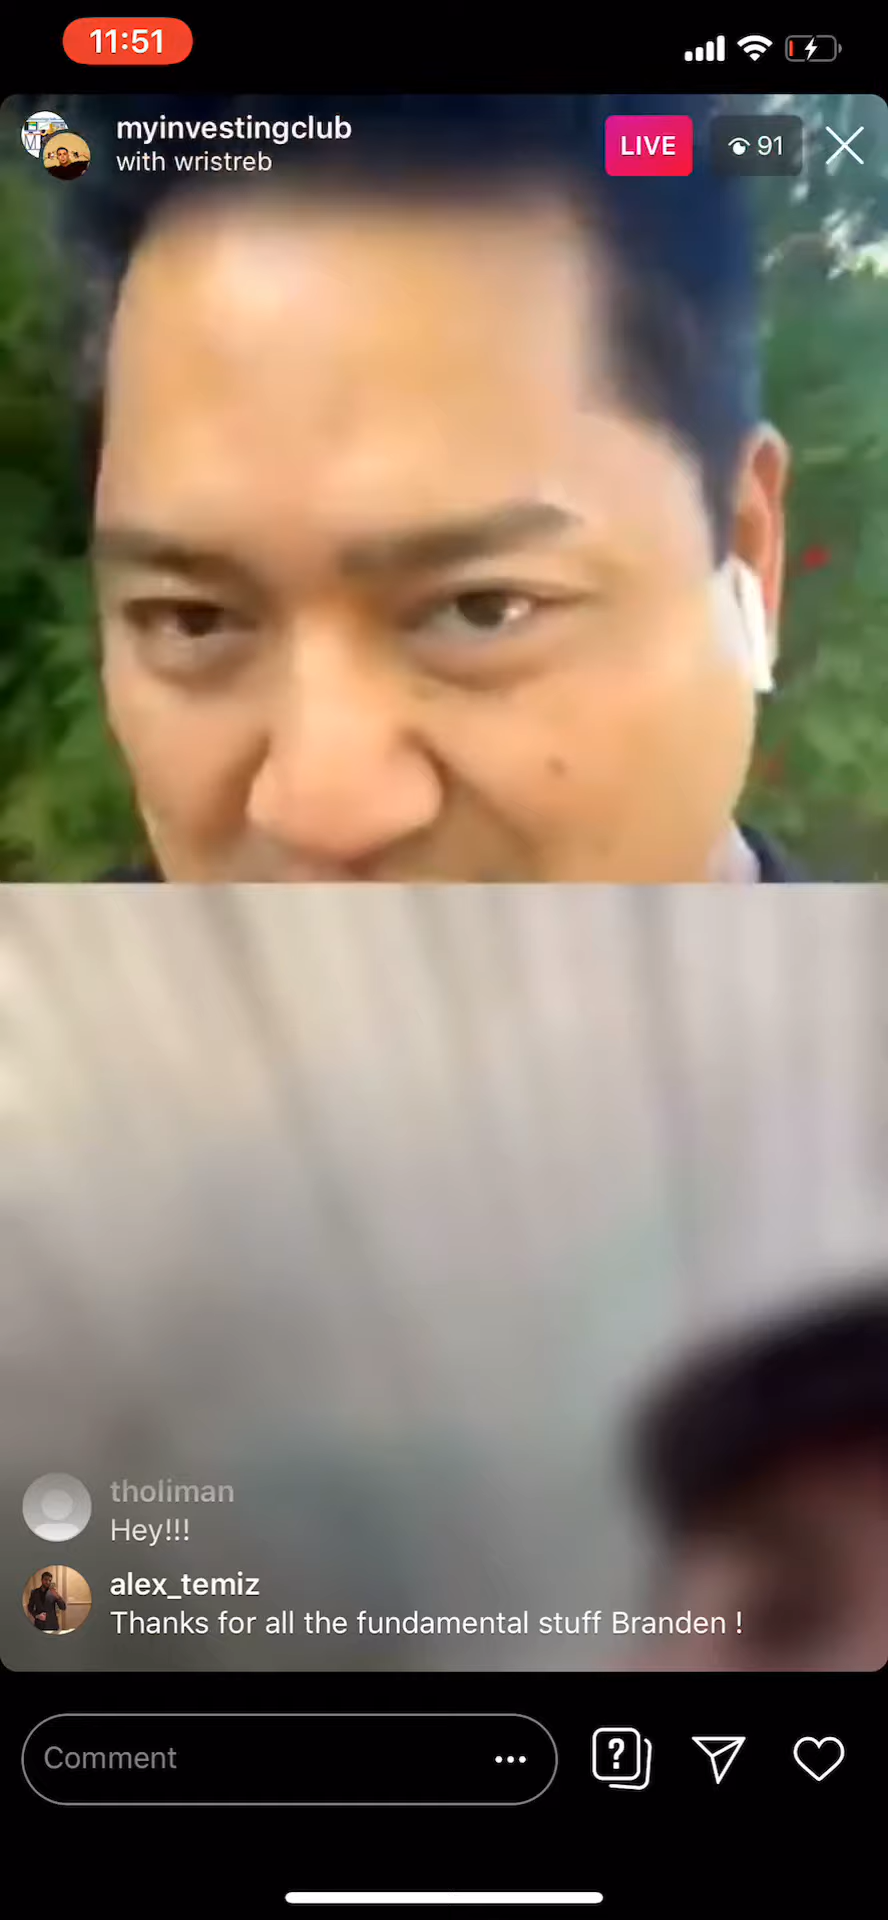 11:51
myinvestingclub
with wristreb
LIVE
91
tholiman
Hey!!!
alex_temiz
Thanks for all the fundamental stuff Branden !
Comment